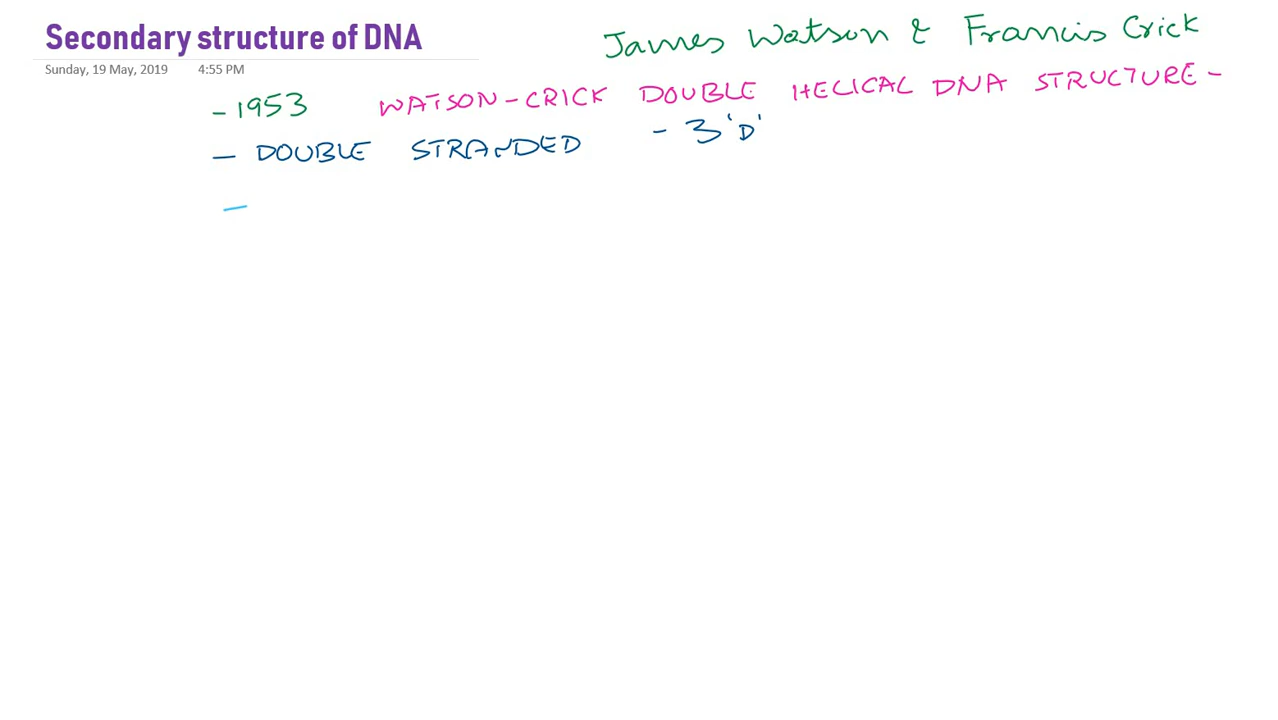 Secondary structure of DNA
James Watson & Francis Crick
Sunday, 19 May, 2019 4:55 PM
- 1953 WATSON-CRICK DOUBLE HELICAL DNA STRUCTURE -
- DOUBLE STRANDED - 3'D'
-